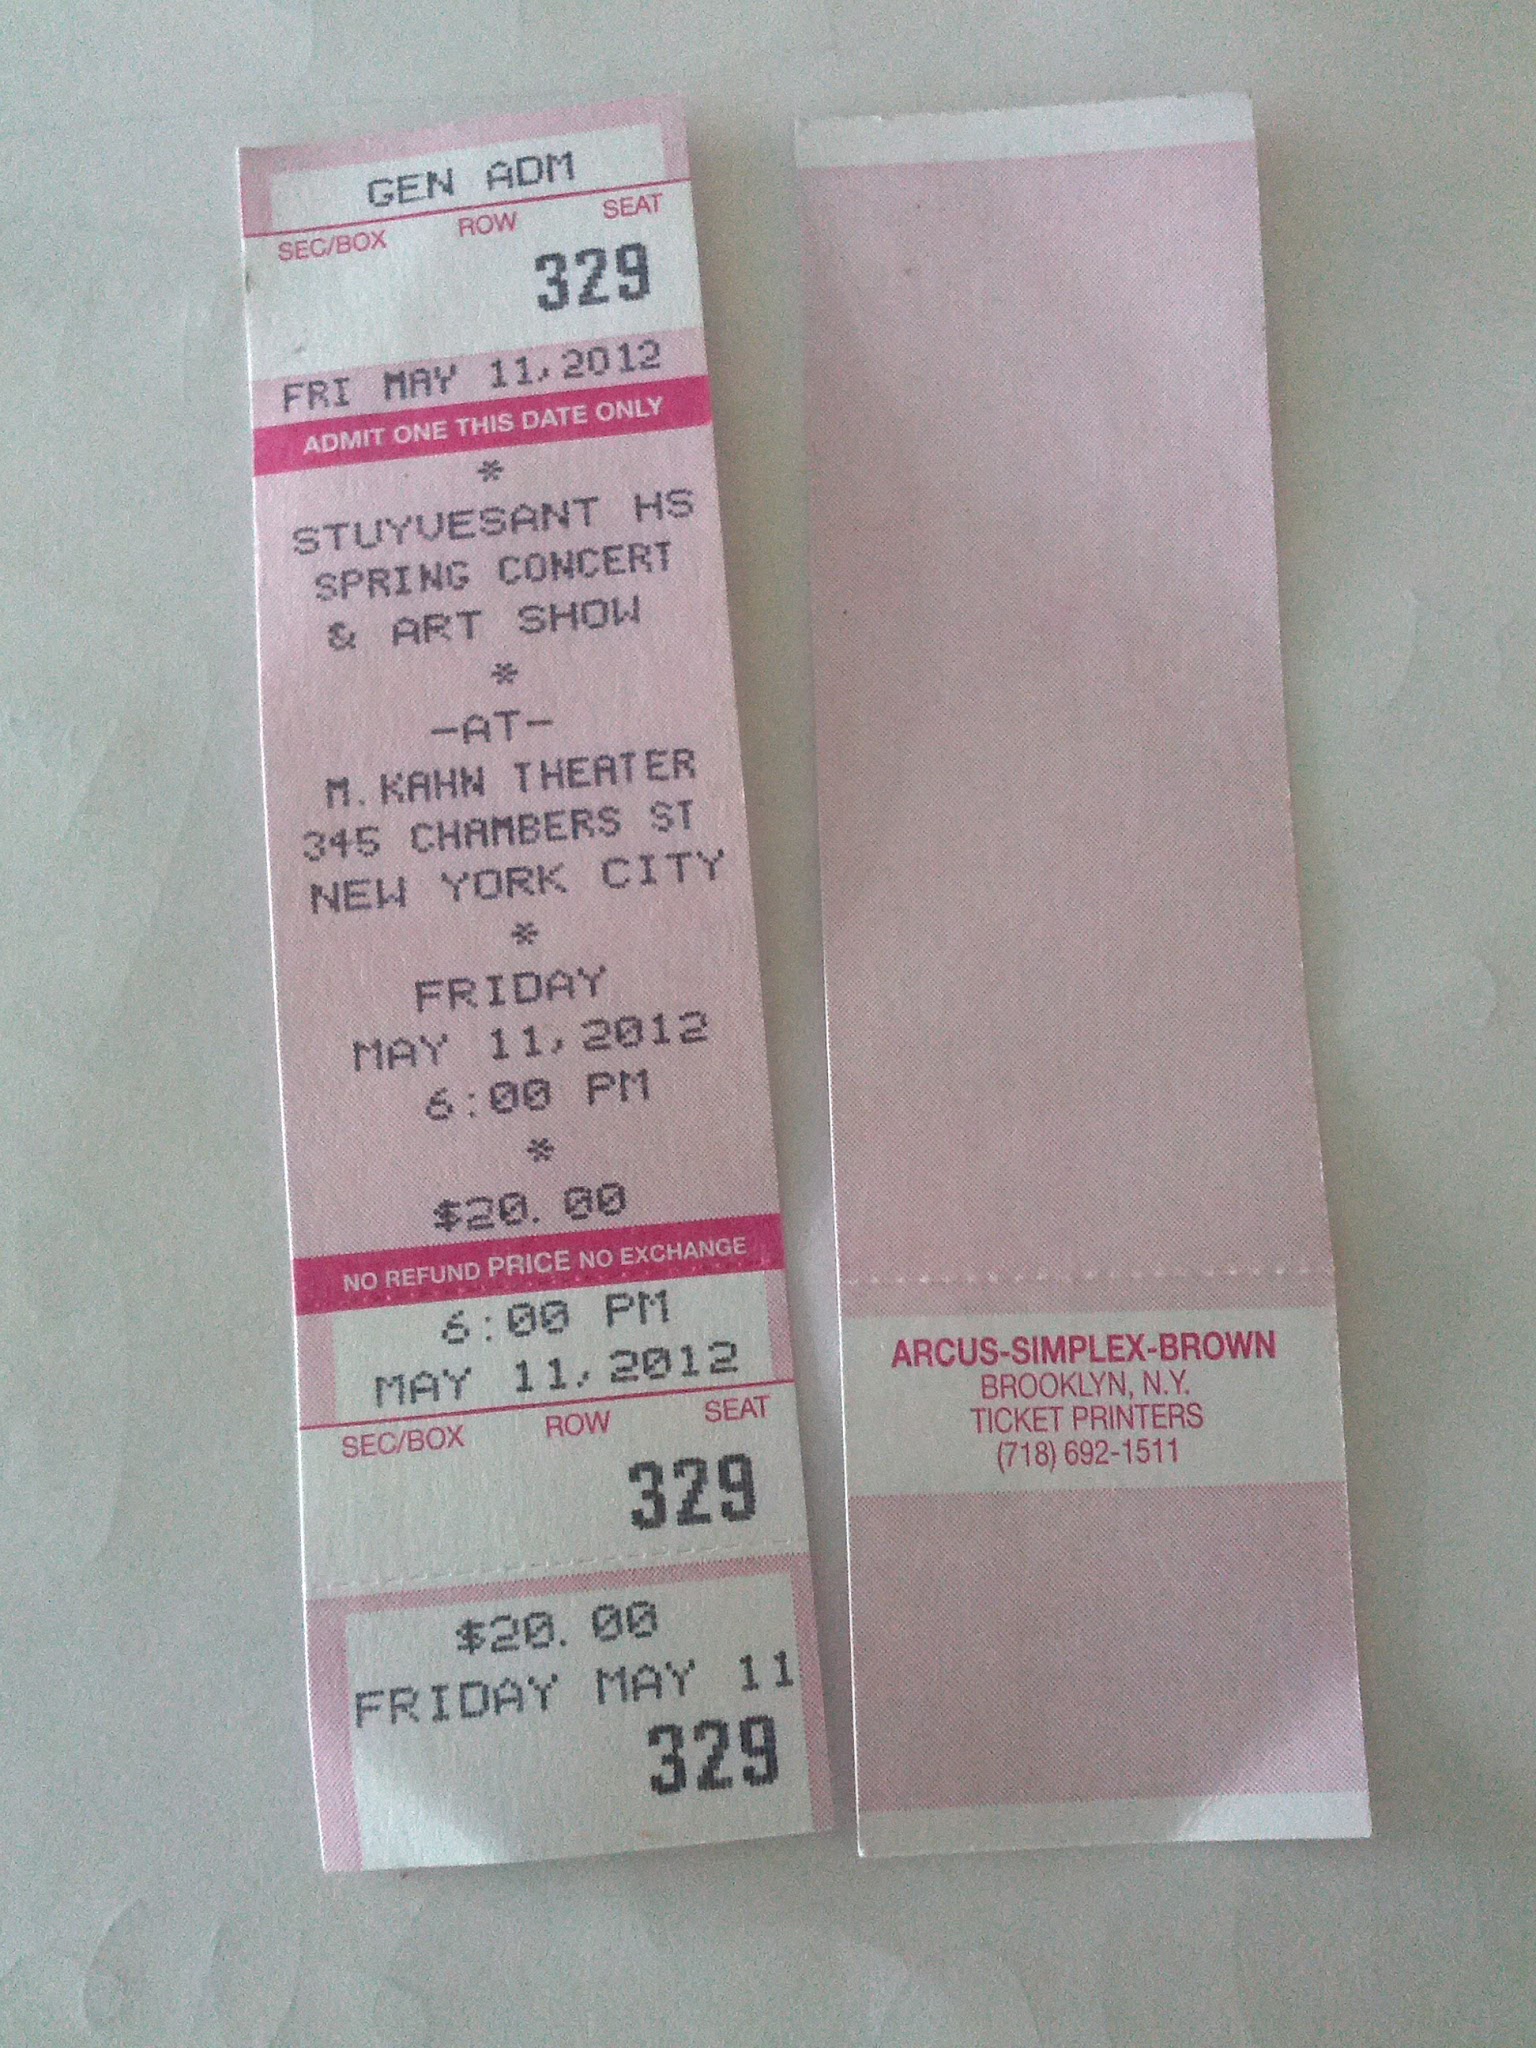 GEN ADM
SEC/BOX ROW SEAT
329
FRI MAY 11,2012
ADMIT ONE THIS DATE ONLY
*
STUYVESANT HS
SPRING CONCERT
& ART SHOW
*
-AT-
M. KAHN THEATER
345 CHAMBERS ST
NEW YORK CITY
*
FRIDAY
MAY 11,2012
6:00 PM
*
$20.00
NO REFUND PRICE NO EXCHANGE
6:00 PM
MAY 11,2012
SEC/BOX ROW SEAT
329
$20.00
FRIDAY MAY 11
329
ARCUS-SIMPLEX-BROWN
BROOKLYN, N.Y.
TICKET PRINTERS
(718) 692-1511